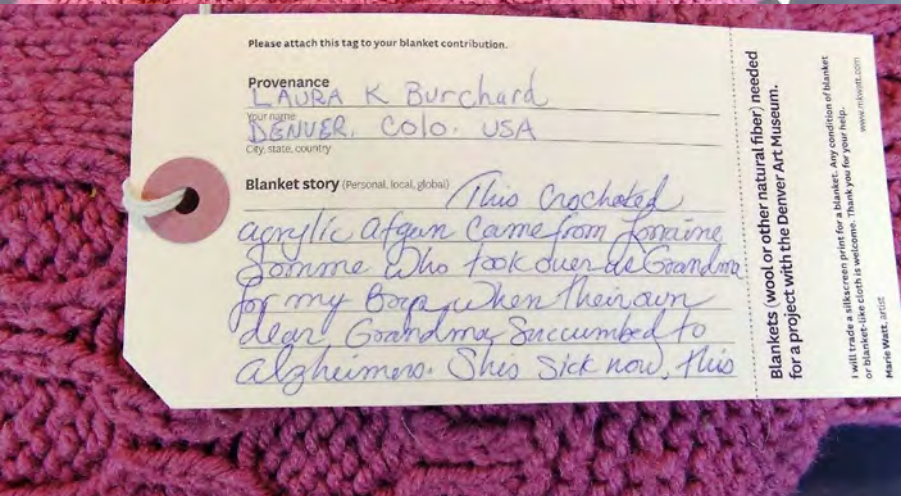 Please attach this tag to your blanket contribution.
Provenance
LAURA K Burchard
Your name
DENVER, Colo. USA
City, state, country
Blanket story (Personal, local, global)
This Crocheted
acrylic Afgan Came from Lorraine
Somme Who took over as Grandma
for my Boys, when their own
dear Grandma Succumbed to
Alzheimers. Shes Sick now, this
Blankets (wool or other natural fiber) needed
for a project with the Denver Art Museum.
I will trade a silkscreen print for a blanket. Any condition of blanket
or blanket-like cloth is welcome. Thank you for your help.
Marie Watt, artist
www.mkwatt.com